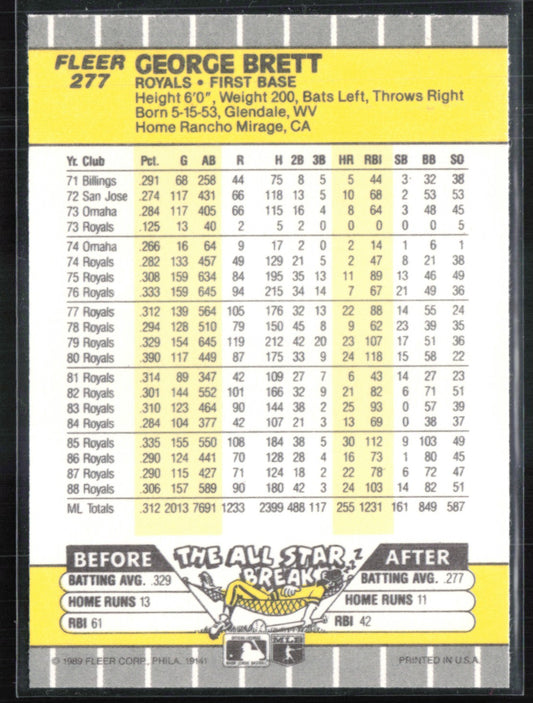 FLEER GEORGE BRETT
277 ROYALS • FIRST BASE
Height 6'0", Weight 200, Bats Left, Throws Right
Born 5-15-53, Glendale, WV
Home Rancho Mirage, CA
Yr. Club Pct. G AB R H 2B 3B HR RBI SB BB SO
71 Billings .291 68 258 44 75 8 5 5 44 3 32 38
72 San Jose .274 117 431 66 118 13 5 10 68 2 53 53
73 Omaha .284 117 405 66 115 16 4 8 64 3 48 45
73 Royals .125 13 40 2 5 2 0 0 0 0 0 5
74 Omaha .266 16 64 9 17 2 0 2 14 1 6 1
74 Royals .282 133 457 49 129 21 5 2 47 8 21 38
75 Royals .308 159 634 84 195 35 13 11 89 13 46 49
76 Royals .333 159 645 94 215 34 14 7 67 21 49 36
77 Royals .312 139 564 105 176 32 13 22 88 14 55 24
78 Royals .294 128 510 79 150 45 8 9 62 23 39 35
79 Royals .329 154 645 119 212 42 20 23 107 17 51 36
80 Royals .390 117 449 87 175 33 9 24 118 15 58 22
81 Royals .314 89 347 42 109 27 7 6 43 14 27 23
82 Royals .301 144 552 101 166 32 9 21 82 6 71 51
83 Royals .310 123 464 90 144 38 2 25 93 0 57 39
84 Royals .284 104 377 42 107 21 3 13 69 0 38 37
85 Royals .335 155 550 108 184 38 5 30 112 9 103 49
86 Royals .290 124 441 70 128 28 4 16 73 1 80 45
87 Royals .290 115 427 71 124 18 2 22 78 6 72 47
88 Royals .306 157 589 90 180 42 3 24 103 14 82 51
ML Totals .312 2013 7691 1233 2399 488 117 255 1231 161 849 587
BEFORE THE ALL STAR BREAK z z AFTER
BATTING AVG. .329 BATTING AVG. .277
HOME RUNS 13 HOME RUNS 11
RBI 61 RBI 42
© 1989 FLEER CORP., PHILA. 19141 MLB PRINTED IN U.S.A.